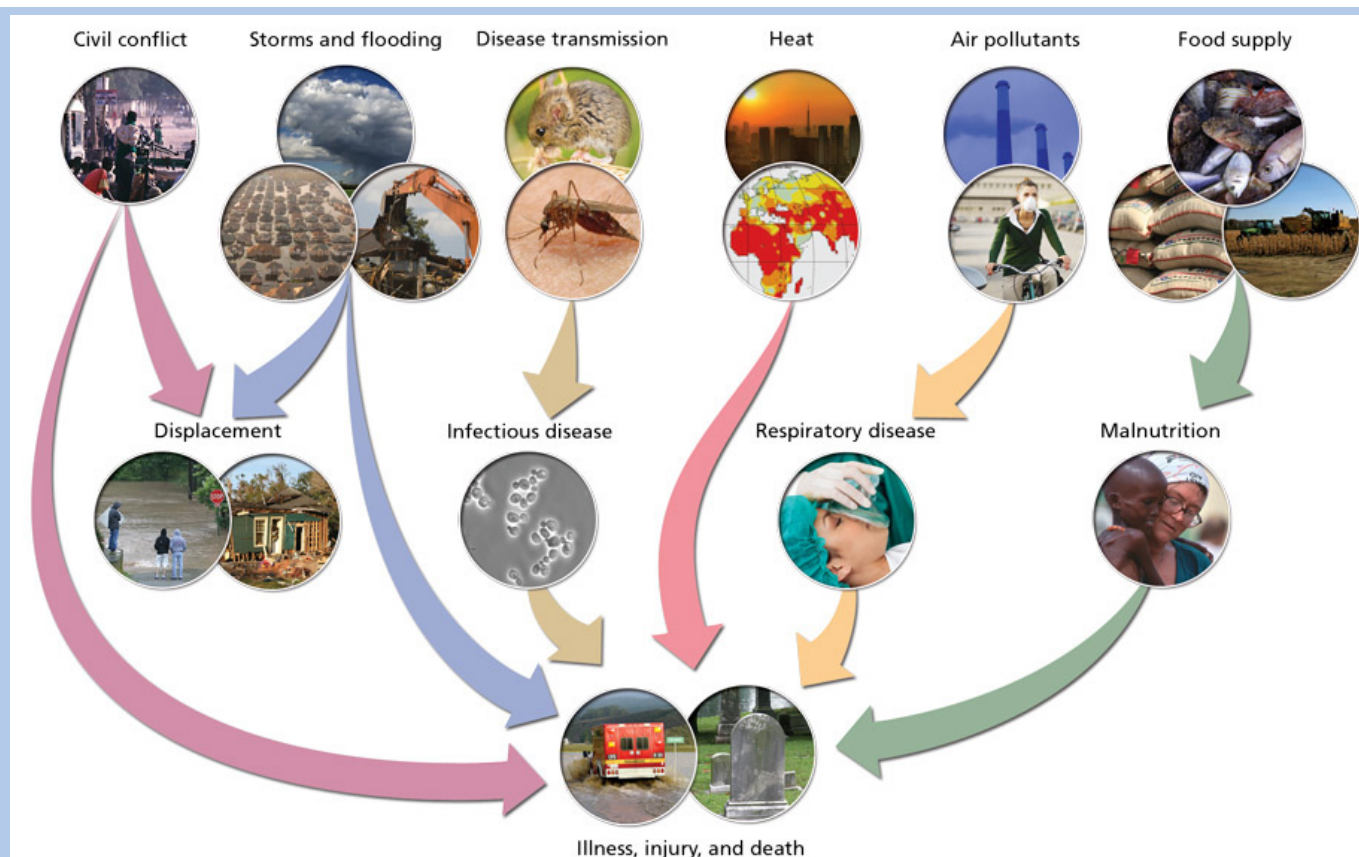 Civil conflict
Storms and flooding
Disease transmission
Heat
Air pollutants
Food supply
Displacement
Infectious disease
Respiratory disease
Malnutrition
STOP
Illness, injury, and death